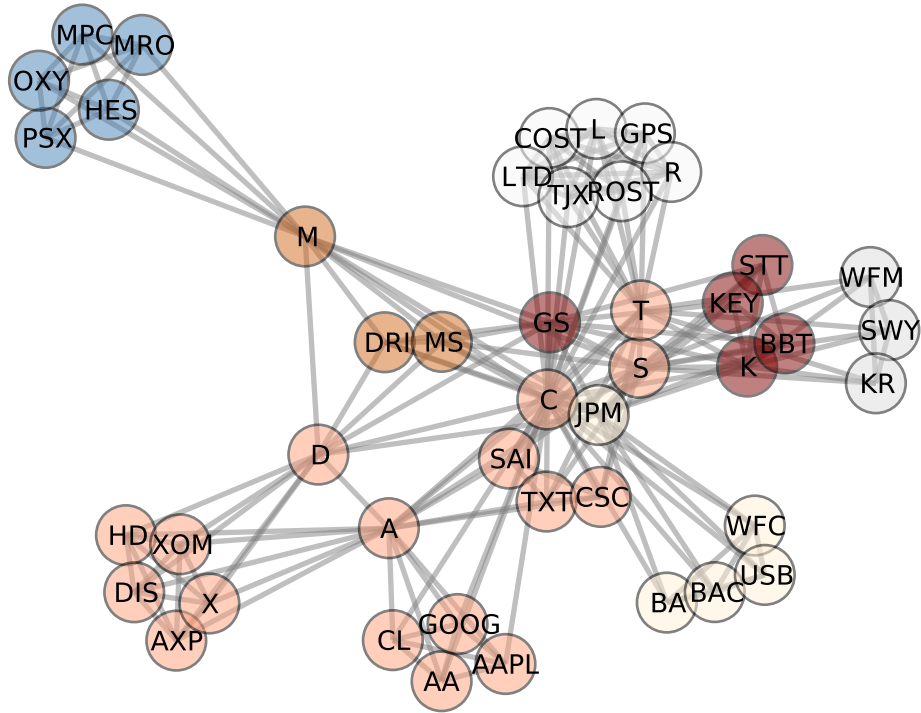 MPC
MRO
OXY
HES
PSX
COST
L
GPS
LTD
TJX
ROST
R
M
STT
WFM
KEY
GS
T
SWY
DRI
MS
BBT
S
K
KR
C
JPM
D
SAI
TXT
CSC
A
WFC
HD
XOM
USB
DIS
X
BA
BAC
AXP
CL
GOOG
AA
AAPL